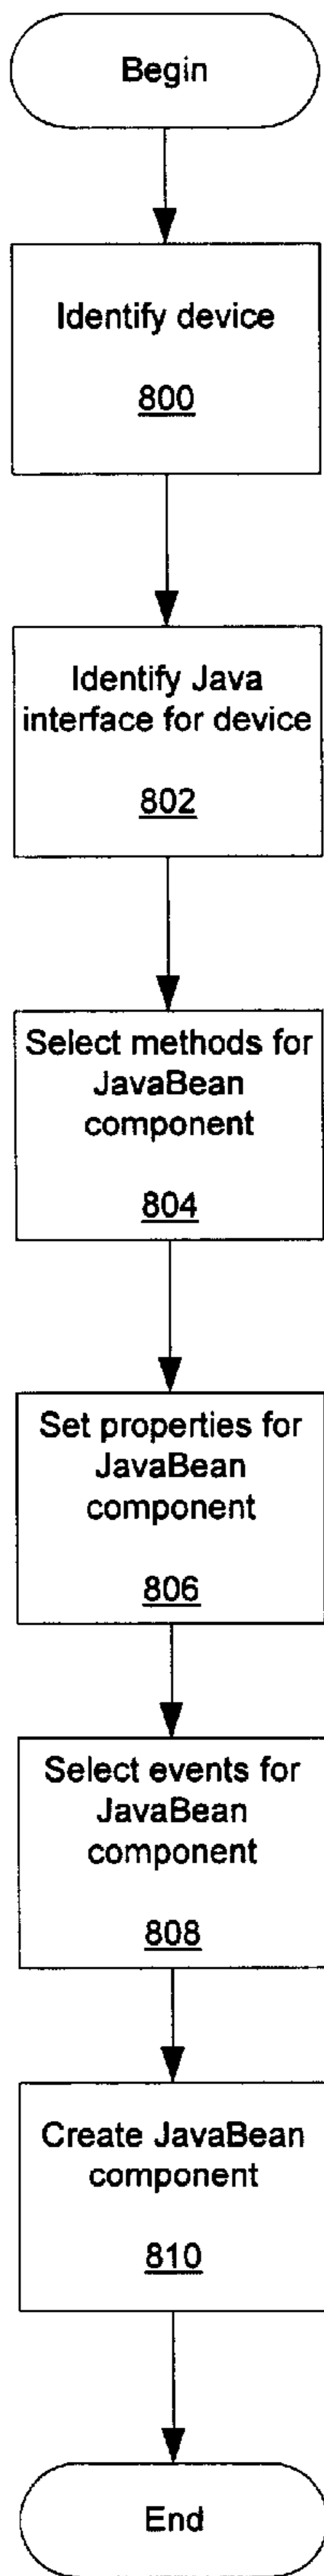 Begin
Identify device
800
Identify Java
interface for device
802
Select methods for
JavaBean
component
804
Set properties for
JavaBean
component
806
Select events for
JavaBean
component
808
Create JavaBean
component
810
End